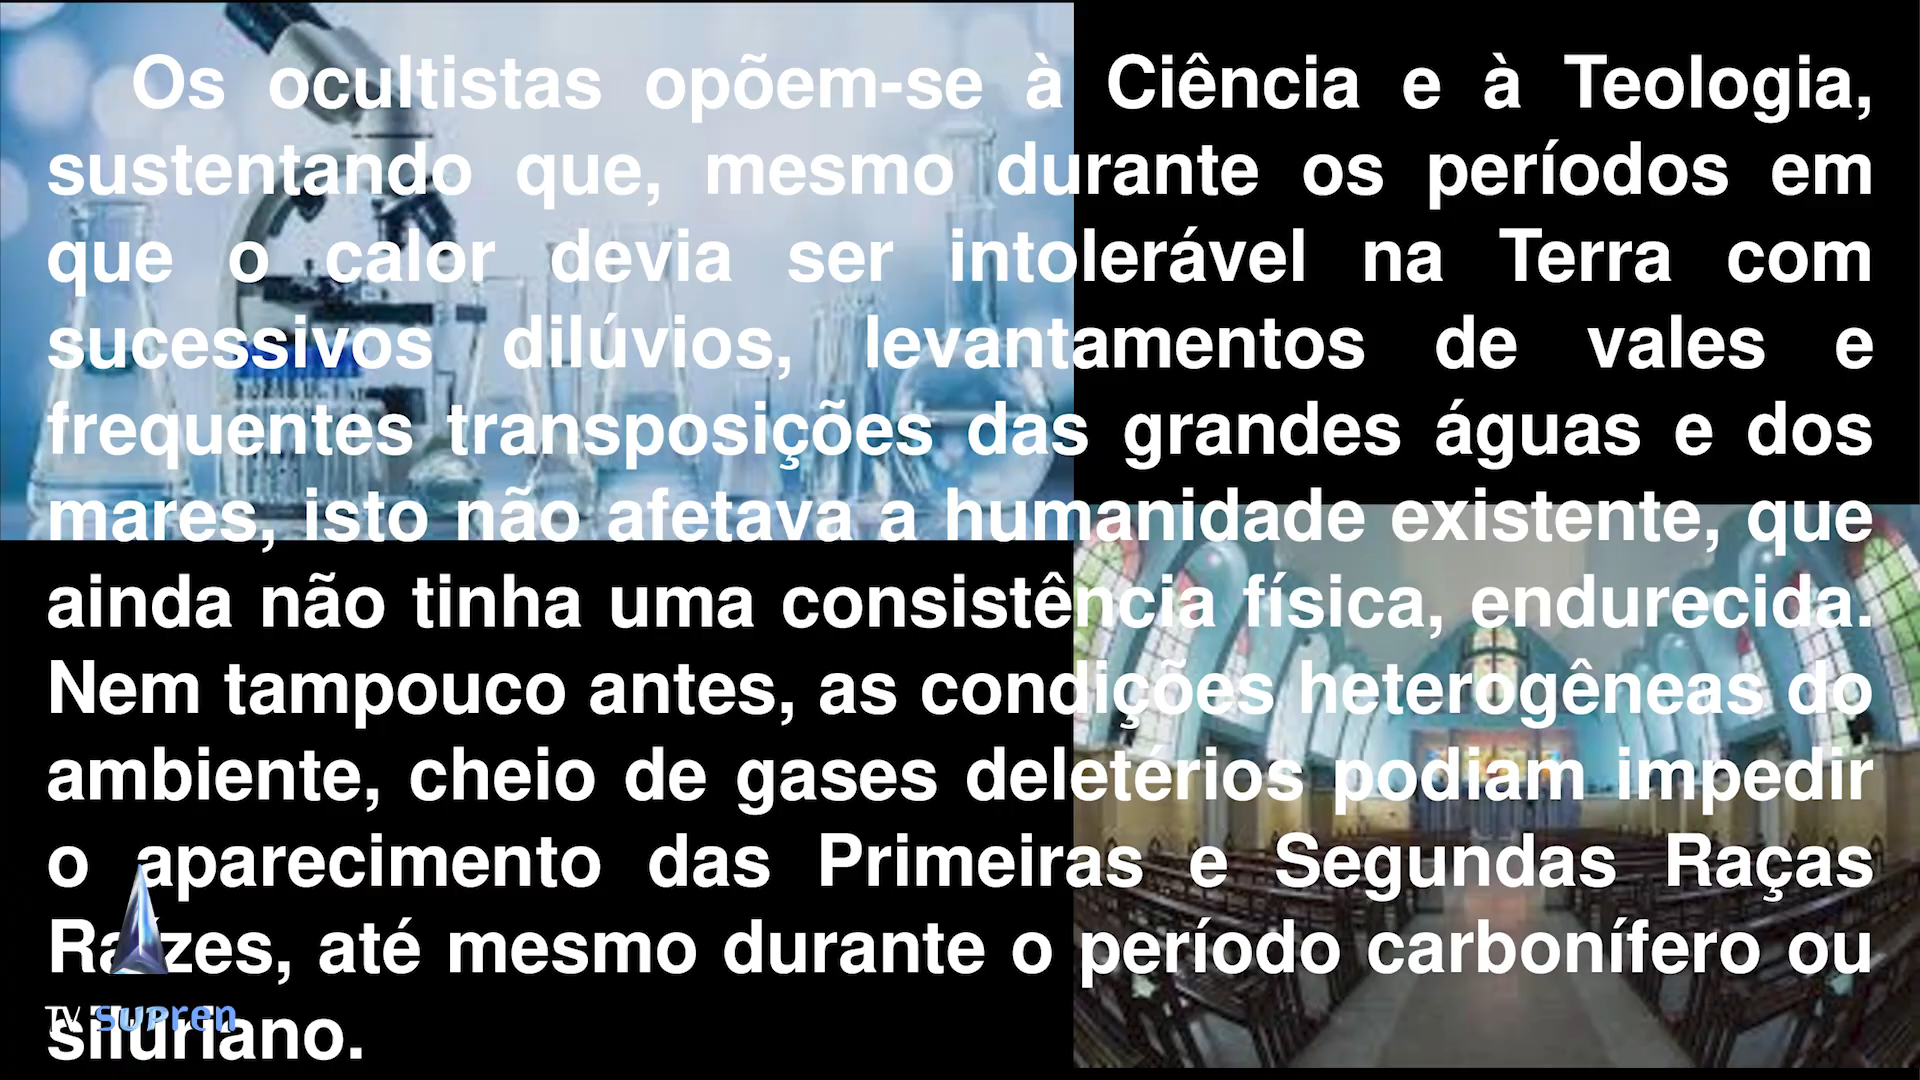 Os ocultistas opõem-se à Ciência e à Teologia,
sustentando que, mesmo durante os períodos em
que o calor devia ser intolerável na Terra com
sucessivos dilúvios, levantamentos de vales e
frequentes transposições das grandes águas e dos
mares, isto não afetava a humanidade existente, que
ainda não tinha uma consistência física, endurecida.
Nem tampouco antes, as condições heterogêneas do
ambiente, cheio de gases deletérios podiam impedir
o aparecimento das Primeiras e Segundas Raças
Raízes, até mesmo durante o período carbonífero ou
siluriano.
TV Supren